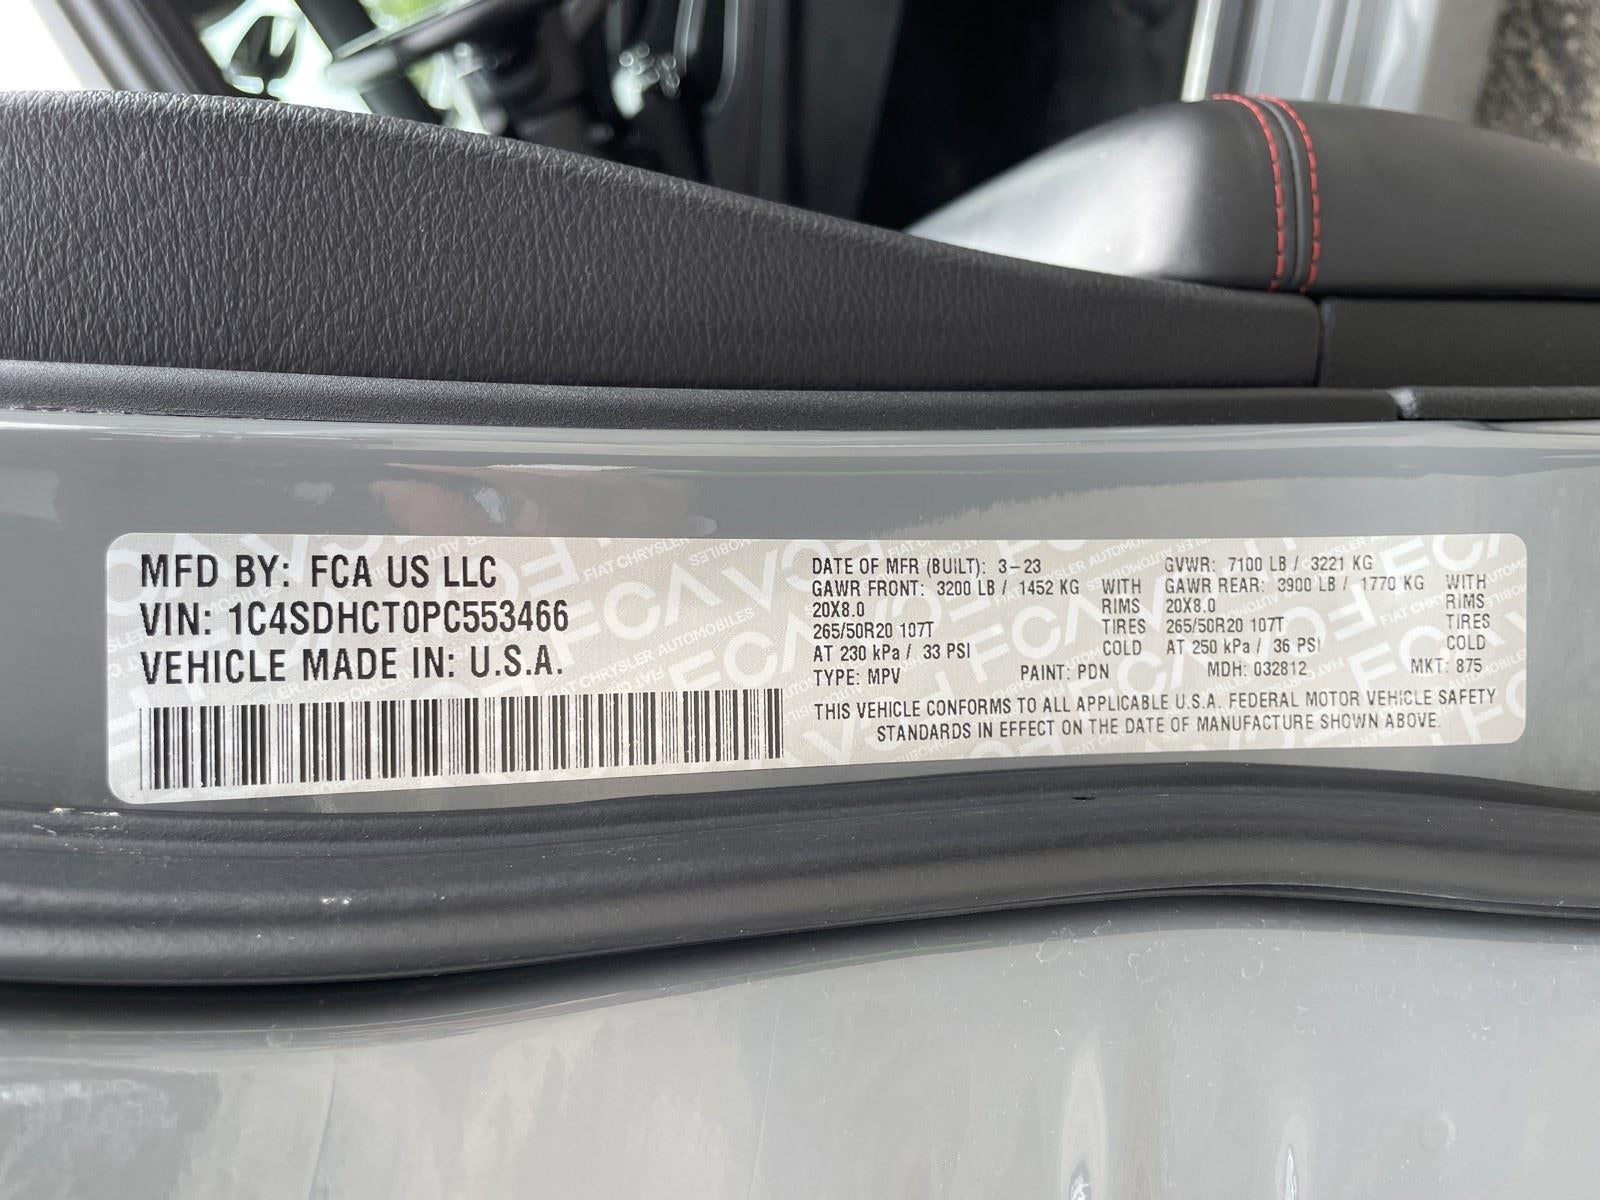 MFD BY: FCA US LLC
VIN: 1C4SDHCT0PC553466
VEHICLE MADE IN: U.S.A.
DATE OF MFR (BUILT): 3-23 GVWR: 7100 LB / 3221 KG
GAWR FRONT: 3200 LB / 1452 KG WITH GAWR REAR: 3900 LB / 1770 KG WITH
20X8.0 RIMS 20X8.0 RIMS
265/50R20 107T TIRES 265/50R20 107T TIRES
AT 230 kPa / 33 PSI COLD AT 250 kPa / 36 PSI COLD
TYPE: MPV PAINT: PDN MDH: 032812 MKT: 875
THIS VEHICLE CONFORMS TO ALL APPLICABLE U.S.A. FEDERAL MOTOR VEHICLE SAFETY
STANDARDS IN EFFECT ON THE DATE OF MANUFACTURE SHOWN ABOVE.